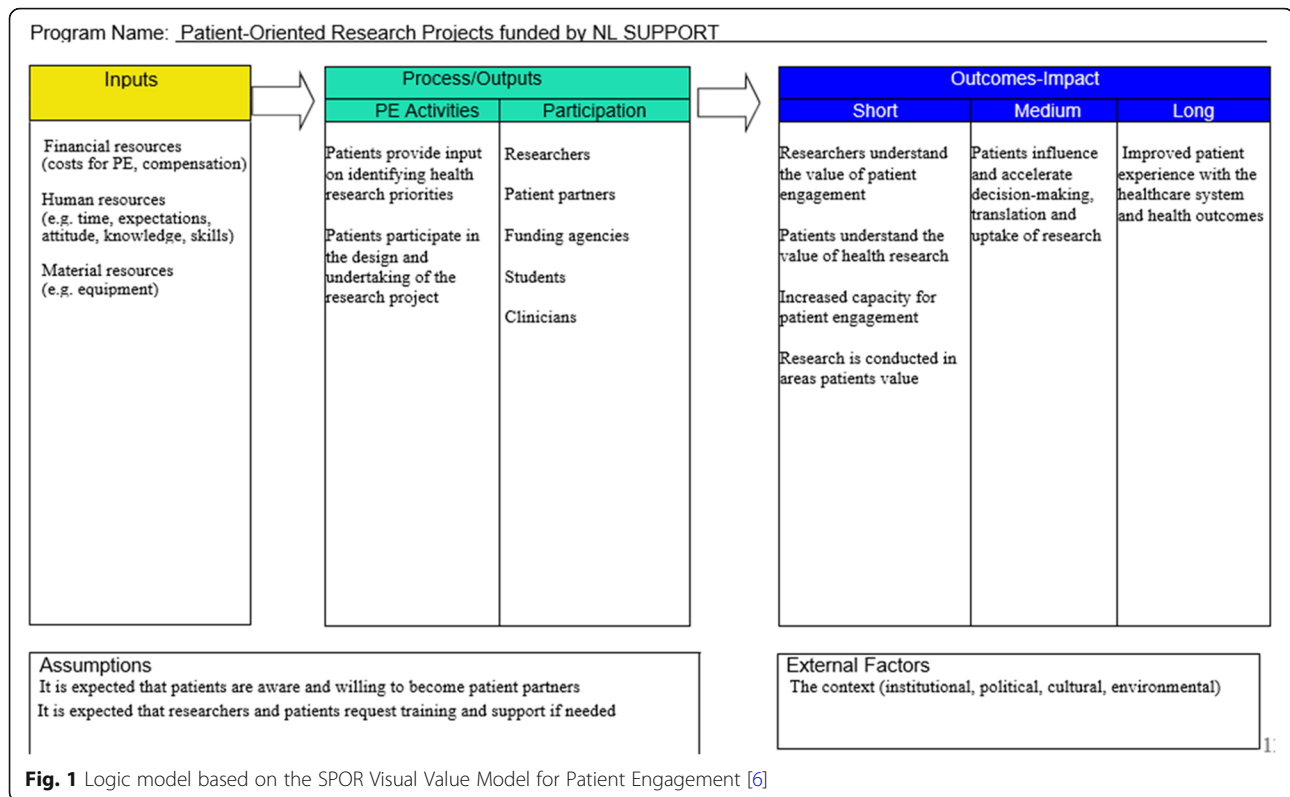 Program Name: Patient-Oriented Research Projects funded by NL SUPPORT
Inputs
Financial resources
(costs for PE, compensation)
Human resources
(e.g. time, expectations,
attitude, knowledge, skills)
Material resources
(e.g. equipment)
Process/Outputs
PE Activities
Patients provide input
on identifying health
research priorities
Patients participate in
the design and
undertaking of the
research project
Participation
Researchers
Patient partners
Funding agencies
Students
Clinicians
Outcomes-Impact
Short
Researchers understand
the value of patient
engagement
Patients understand the
value of health research
Increased capacity for
patient engagement
Research is conducted in
areas patients value
Medium
Patients influence
and accelerate
decision-making,
translation and
uptake of research
Long
Improved patient
experience with the
healthcare system
and health outcomes
Assumptions
It is expected that patients are aware and willing to become patient partners
It is expected that researchers and patients request training and support if needed
External Factors
The context (institutional, political, cultural, environmental)
Fig. 1 Logic model based on the SPOR Visual Value Model for Patient Engagement [6]